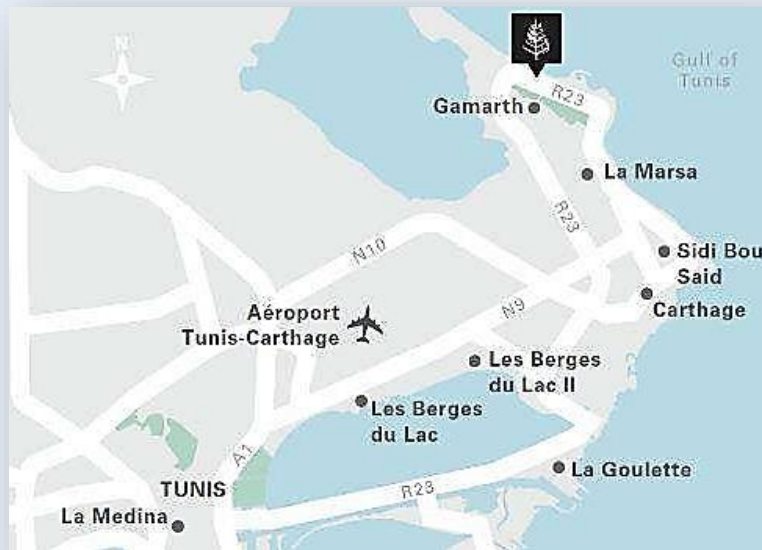 N
Gulf of
Tunis
R23
Gamarth
La Marsa
R23
N10
Sidi Bou
Said
Carthage
Aéroport
Tunis-Carthage
N9
Les Berges
du Lac II
Les Berges
du Lac
A1
La Goulette
TUNIS
R23
La Medina